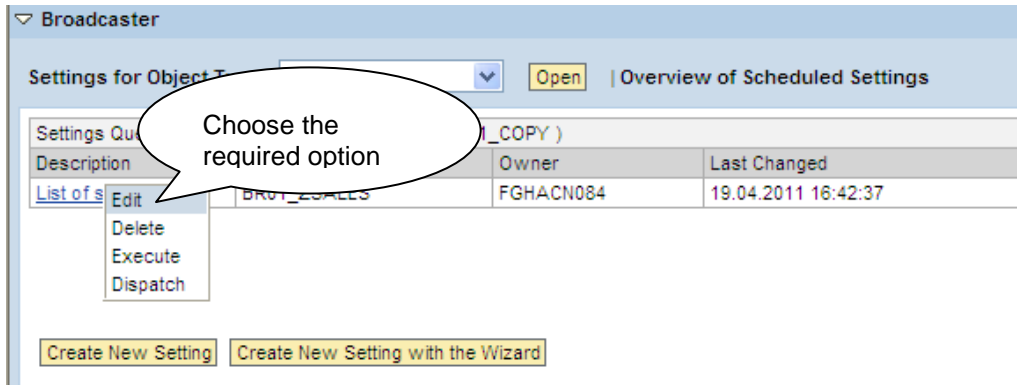 Broadcaster
Settings for Object Open | Overview of Scheduled Settings
Choose the
required option
Settings 1_COPY )
Description Owner Last Changed
List of FGHACN084 19.04.2011 16:42:37
Edit
Delete
Execute
Dispatch
Create New Setting Create New Setting with the Wizard